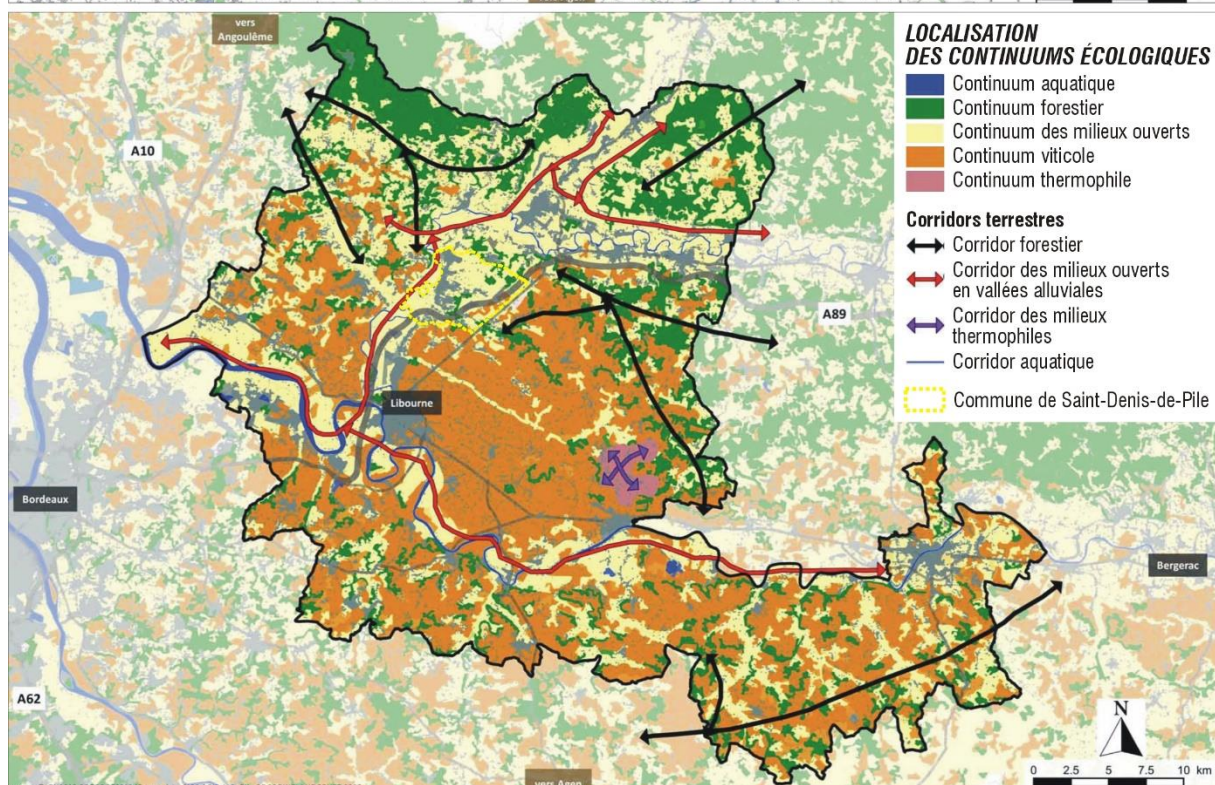 vers
Angoulême
LOCALISATION
DES CONTINUUMS ÉCOLOGIQUES
Continuum aquatique
Continuum forestier
Continuum des milieux ouverts
Continuum viticole
Continuum thermophile
Corridors terrestres
Corridor forestier
Corridor des milieux ouverts
en vallées alluviales
Corridor des milieux
thermophiles
Corridor aquatique
Commune de Saint-Denis-de-Pile
A10
A89
Libourne
Bordeaux
Bergerac
A62
N
0 2.5 5 7.5 10 km
vers Agen